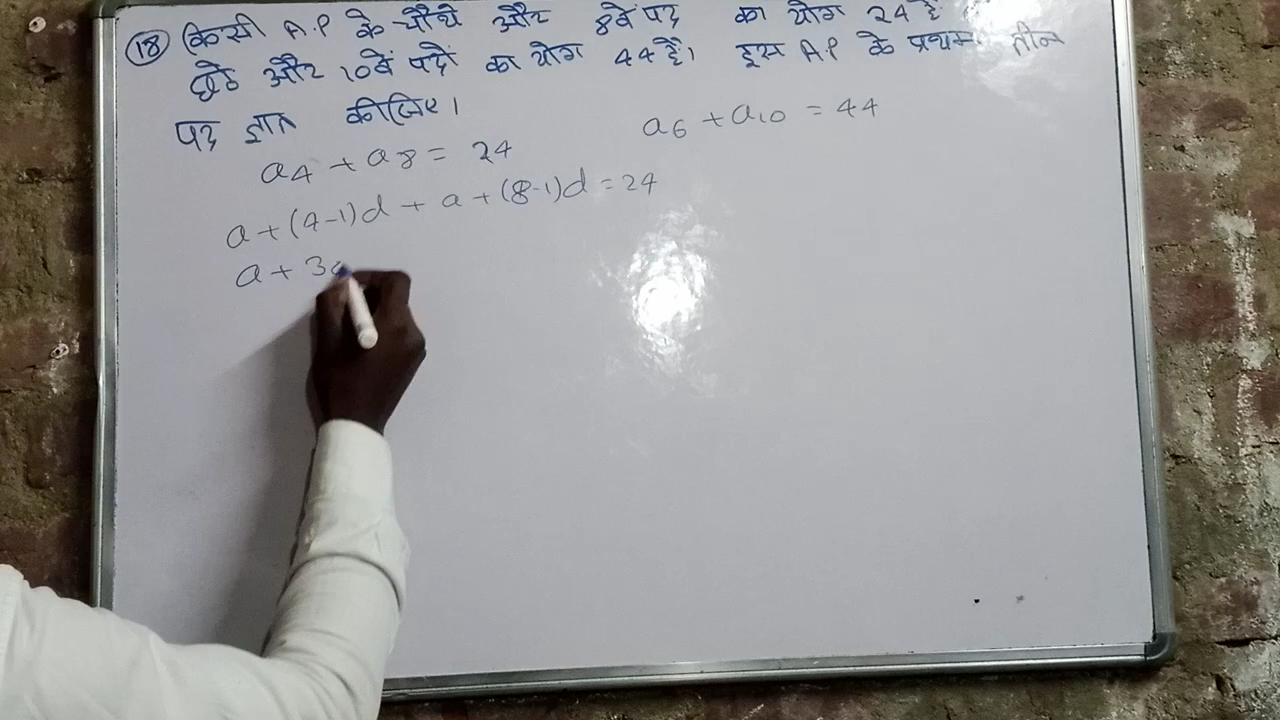 (18) किसी A.P के चौथे और 8वें पद का योग 24 है
छठे और 10वें पदों का योग 44 है। इस A.P के प्रथम तीन
पद ज्ञात कीजिए।
a6 + a10 = 44
a4 + a8 = 24
a + (4-1)d + a + (8-1)d = 24
a + 3d